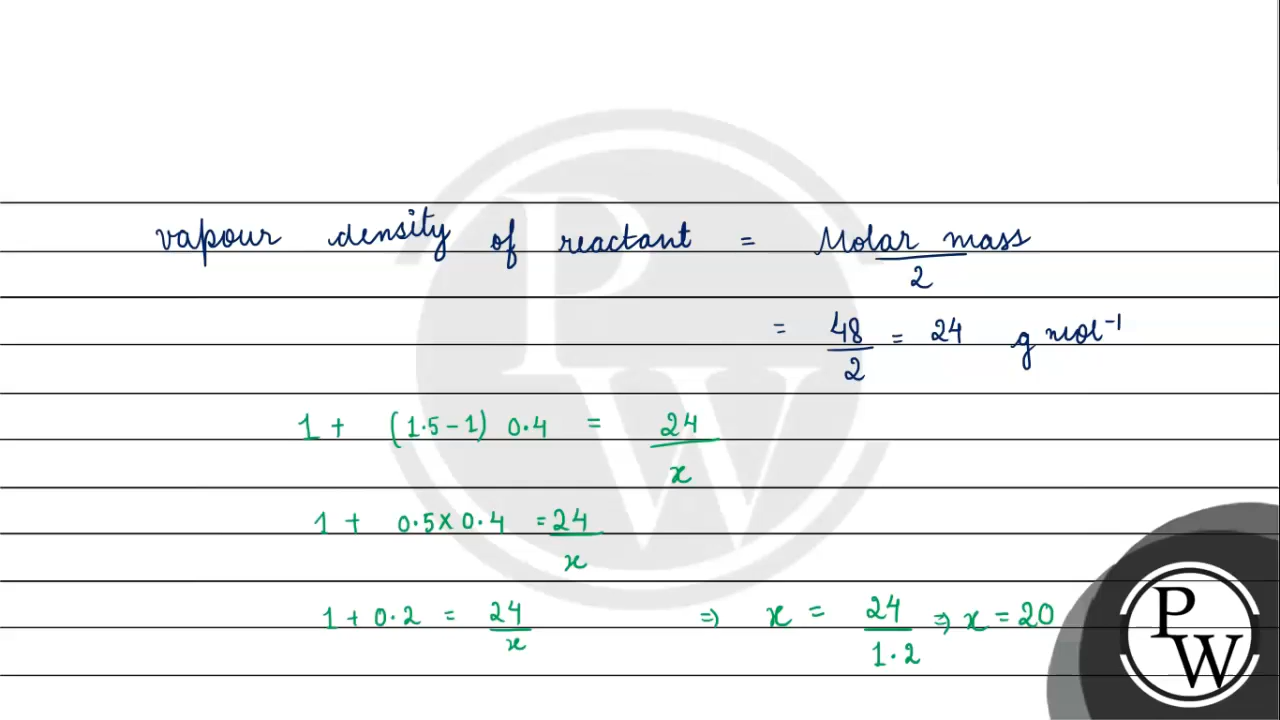 vapour density of reactant = Molar mass / 2
= 48/2 = 24 g mol⁻¹
1 + (1.5-1) 0.4 = 24/x
1 + 0.5 x 0.4 = 24/x
1 + 0.2 = 24/x ⇒ x = 24/1.2 ⇒ x = 20
P
W
P
W